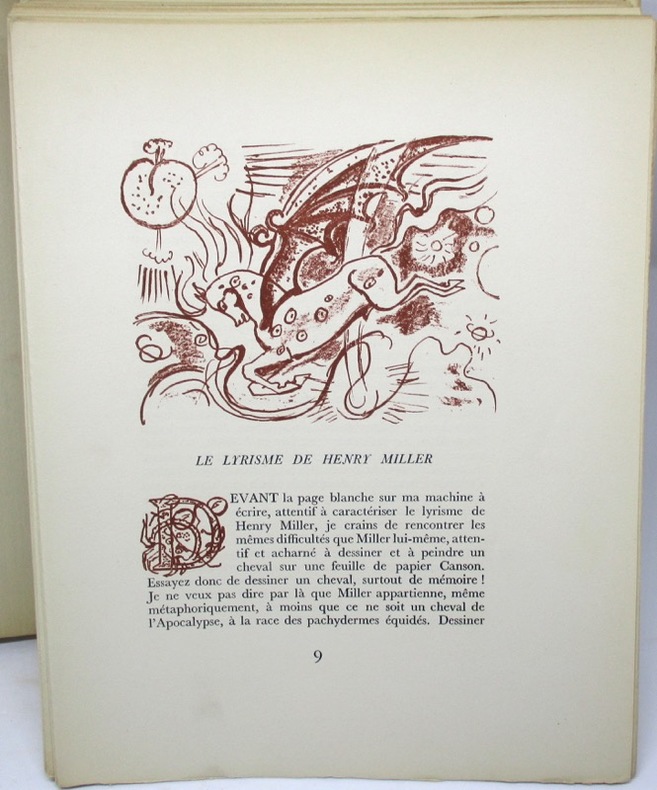 LE LYRISME DE HENRY MILLER
DEVANT la page blanche sur ma machine à
écrire, attentif à caractériser le lyrisme de
Henry Miller, je crains de rencontrer les
mêmes difficultés que Miller lui-même, atten-
tif et acharné à dessiner et à peindre un
cheval sur une feuille de papier Canson.
Essayez donc de dessiner un cheval, surtout de mémoire !
Je ne veux pas dire par là que Miller appartienne, même
métaphoriquement, à moins que ce ne soit un cheval de
l'Apocalypse, à la race des pachydermes équidés. Dessiner
9